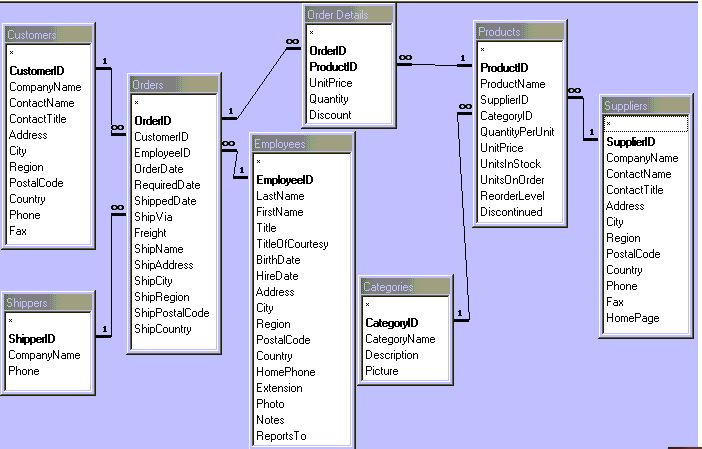 Customers
*
CustomerID
CompanyName
ContactName
ContactTitle
Address
City
Region
PostalCode
Country
Phone
Fax
1
∞
Orders
*
OrderID
CustomerID
EmployeeID
OrderDate
RequiredDate
ShippedDate
ShipVia
Freight
ShipName
ShipAddress
ShipCity
ShipRegion
ShipPostalCode
ShipCountry
Shippers
*
ShipperID
CompanyName
Phone
1
∞
1
∞
Order Details
*
OrderID
ProductID
UnitPrice
Quantity
Discount
∞
1
Employees
*
EmployeeID
LastName
FirstName
Title
TitleOfCourtesy
BirthDate
HireDate
Address
City
Region
PostalCode
Country
HomePhone
Extension
Photo
Notes
ReportsTo
∞
1
Products
*
ProductID
ProductName
SupplierID
CategoryID
QuantityPerUnit
UnitPrice
UnitsInStock
UnitsOnOrder
ReorderLevel
Discontinued
∞
1
Categories
*
CategoryID
CategoryName
Description
Picture
1
∞
Suppliers
*
SupplierID
CompanyName
ContactName
ContactTitle
Address
City
Region
PostalCode
Country
Phone
Fax
HomePage
∞
1